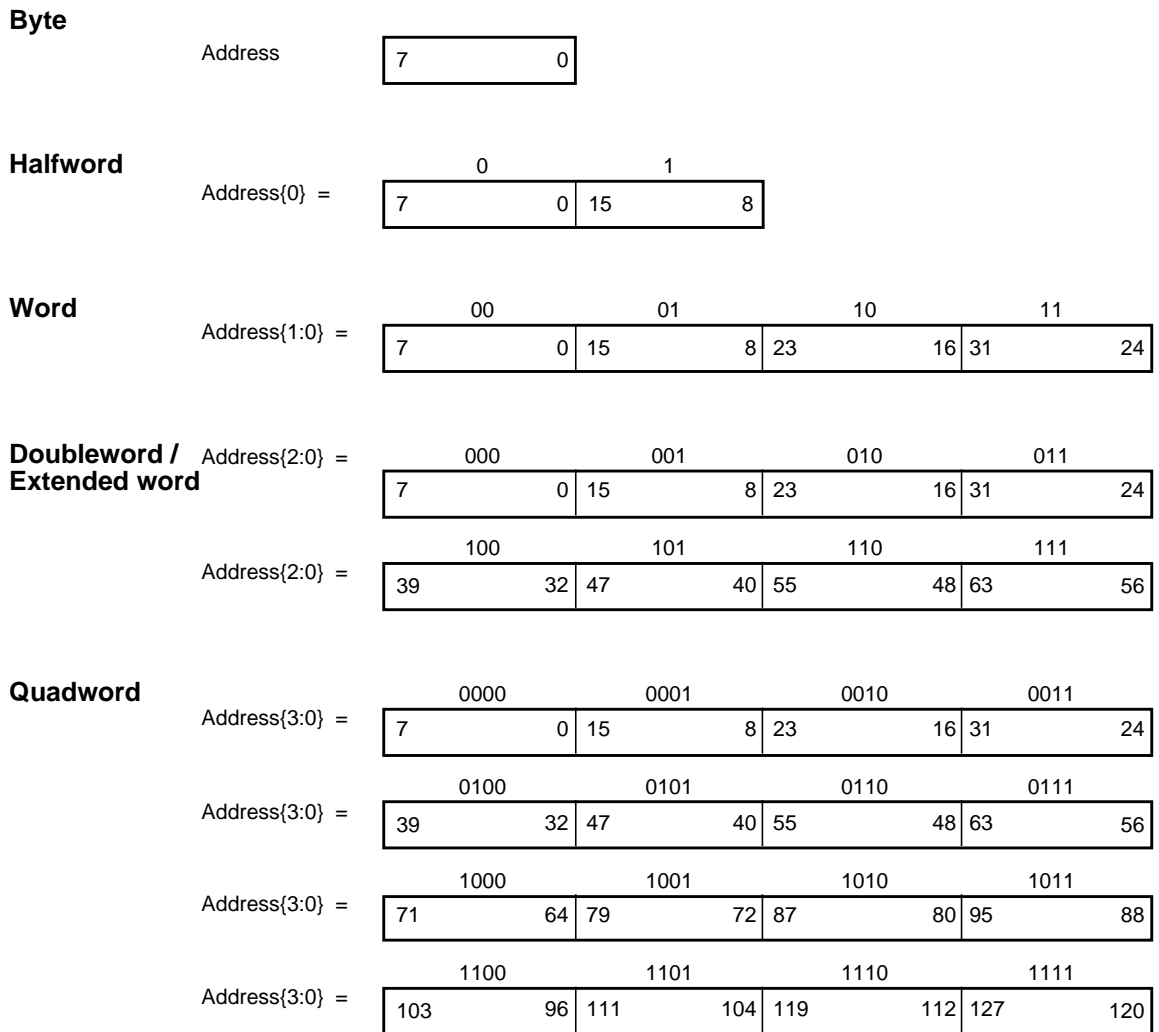 Byte
Address
7 0
Halfword
0 1
Address{0} =
7 0 15 8
Word
00 01 10 11
Address{1:0} =
7 0 15 8 23 16 31 24
Doubleword /
Extended word
Address{2:0} =
000 001 010 011
7 0 15 8 23 16 31 24
100 101 110 111
Address{2:0} =
39 32 47 40 55 48 63 56
Quadword
0000 0001 0010 0011
Address{3:0} =
7 0 15 8 23 16 31 24
0100 0101 0110 0111
Address{3:0} =
39 32 47 40 55 48 63 56
1000 1001 1010 1011
Address{3:0} =
71 64 79 72 87 80 95 88
1100 1101 1110 1111
Address{3:0} =
103 96 111 104 119 112 127 120